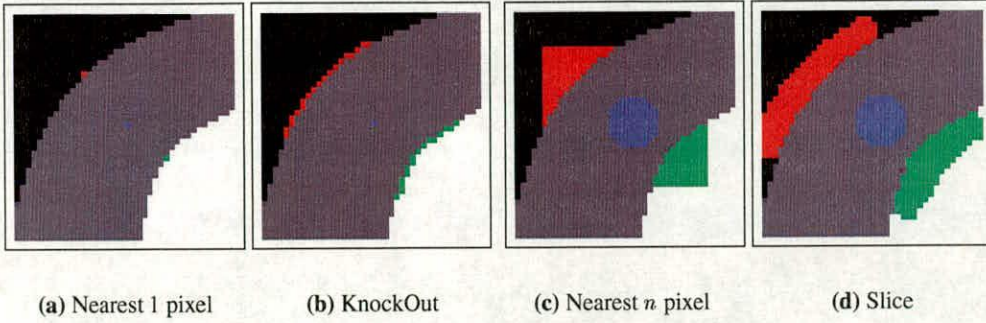 (a) Nearest 1 pixel
(b) KnockOut
(c) Nearest n pixel
(d) Slice